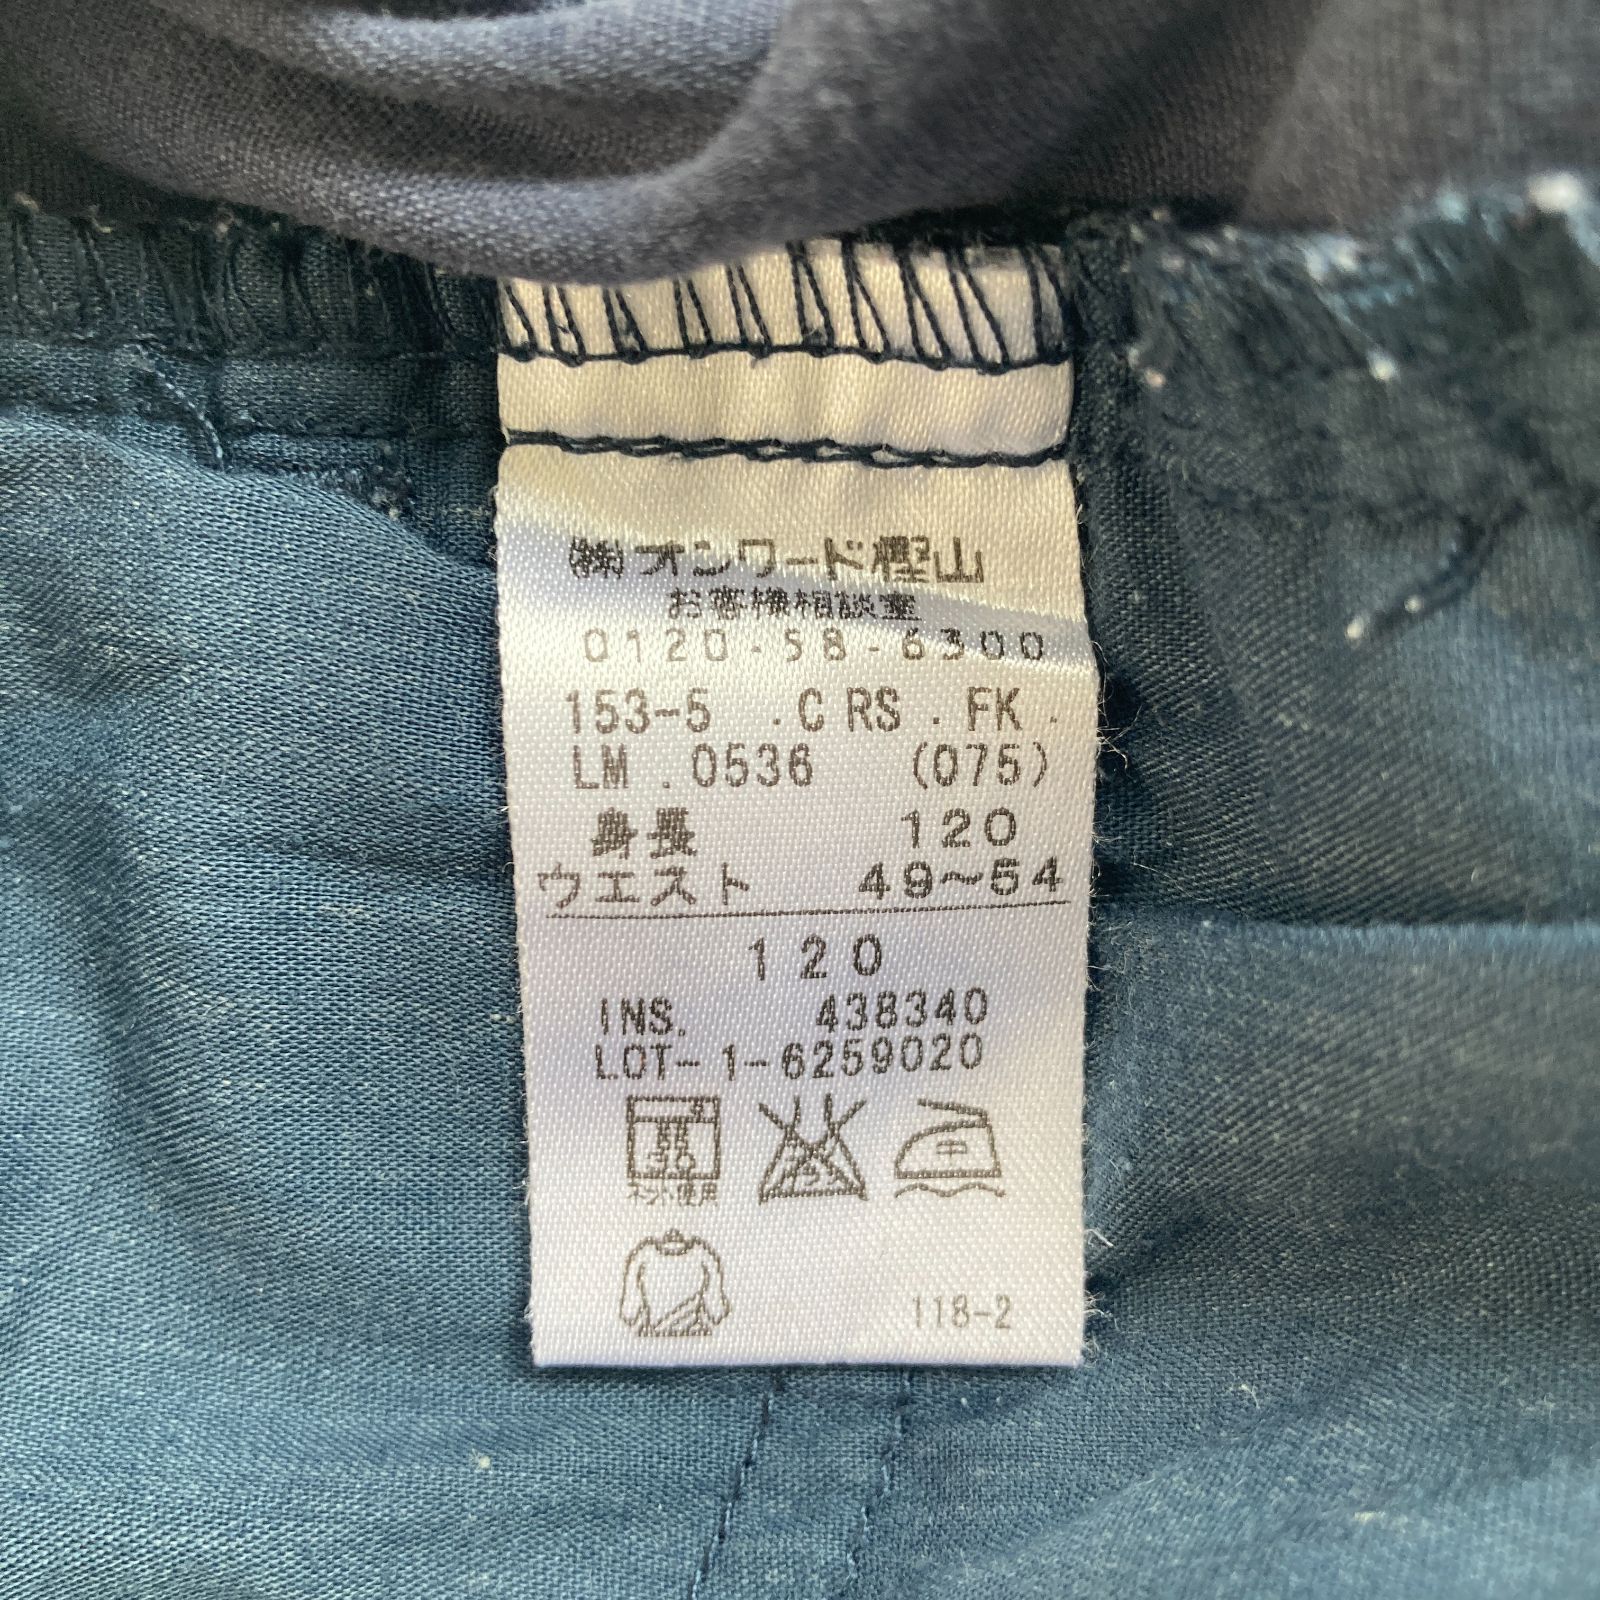 ㈱オンワード樫山
お客様相談室
0120-58-6300
153-5 .CRS.FK.
LM.0536 (075)
身長 120
ウエスト 49〜54
120
INS. 438340
LOT-1-6259020
ネット使用
中
118-2